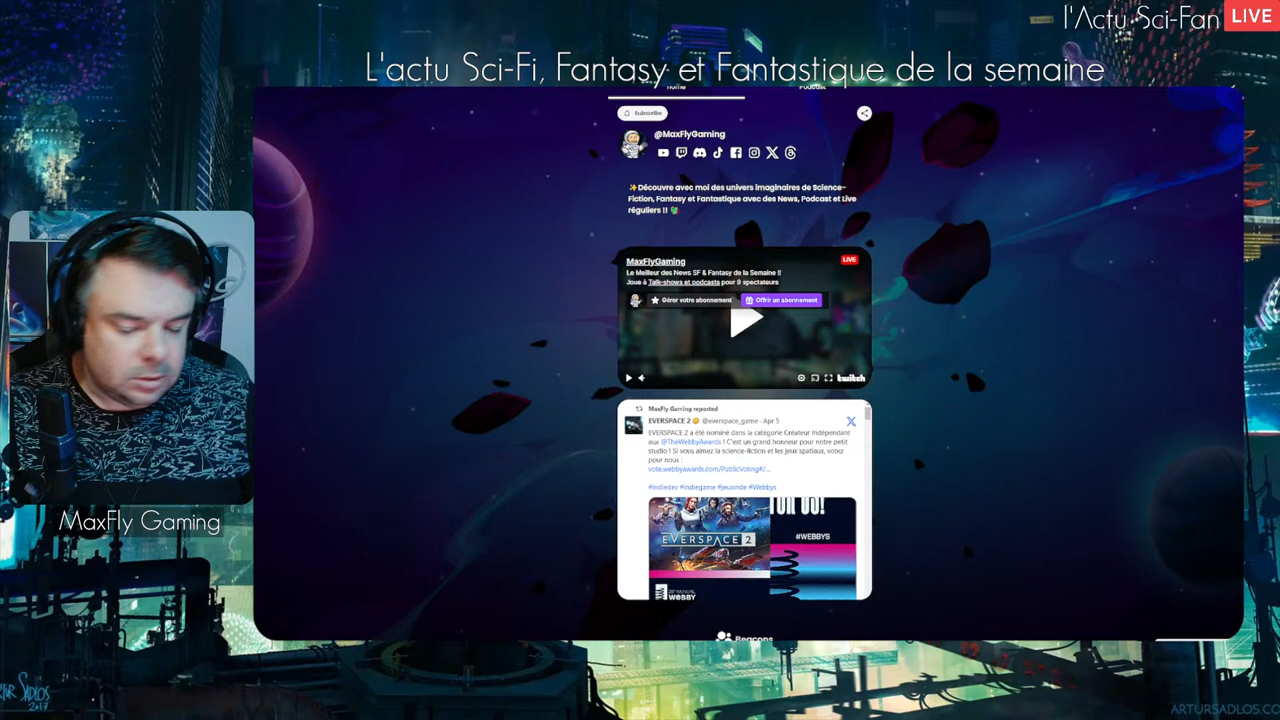 l'Actu Sci-Fan LIVE
L'actu Sci-Fi, Fantasy et Fantastique de la semaine
Home Podcast
Subscribe
@MaxFlyGaming
✨Découvre avec moi des univers imaginaires de Science-
Fiction, Fantasy et Fantastique avec des News, Podcast et Live
réguliers !!
MaxFlyGaming LIVE
Le Meilleur des News SF & Fantasy de la Semaine !!
Joue à Talk-shows et podcasts pour 9 spectateurs
Gérer votre abonnement Offrir un abonnement
twitch
MaxFly Gaming reposted
EVERSPACE 2 @everspace_game · Apr 5
EVERSPACE 2 a été nominé dans la catégorie Créateur Indépendant
aux @TheWebbyAwards ! C'est un grand honneur pour notre petit
studio ! Si vous aimez la science-fiction et les jeux spatiaux, votez
pour nous :
vote.webbyawards.com/PublicVoting#/...
#indiedev #indiegame #jeuxinde #Webbys
FOR US!
EVERSPACE 2
#WEBBYS
WEBBY
MaxFly Gaming
Beacons
2017
ARTURSADLOS.CO